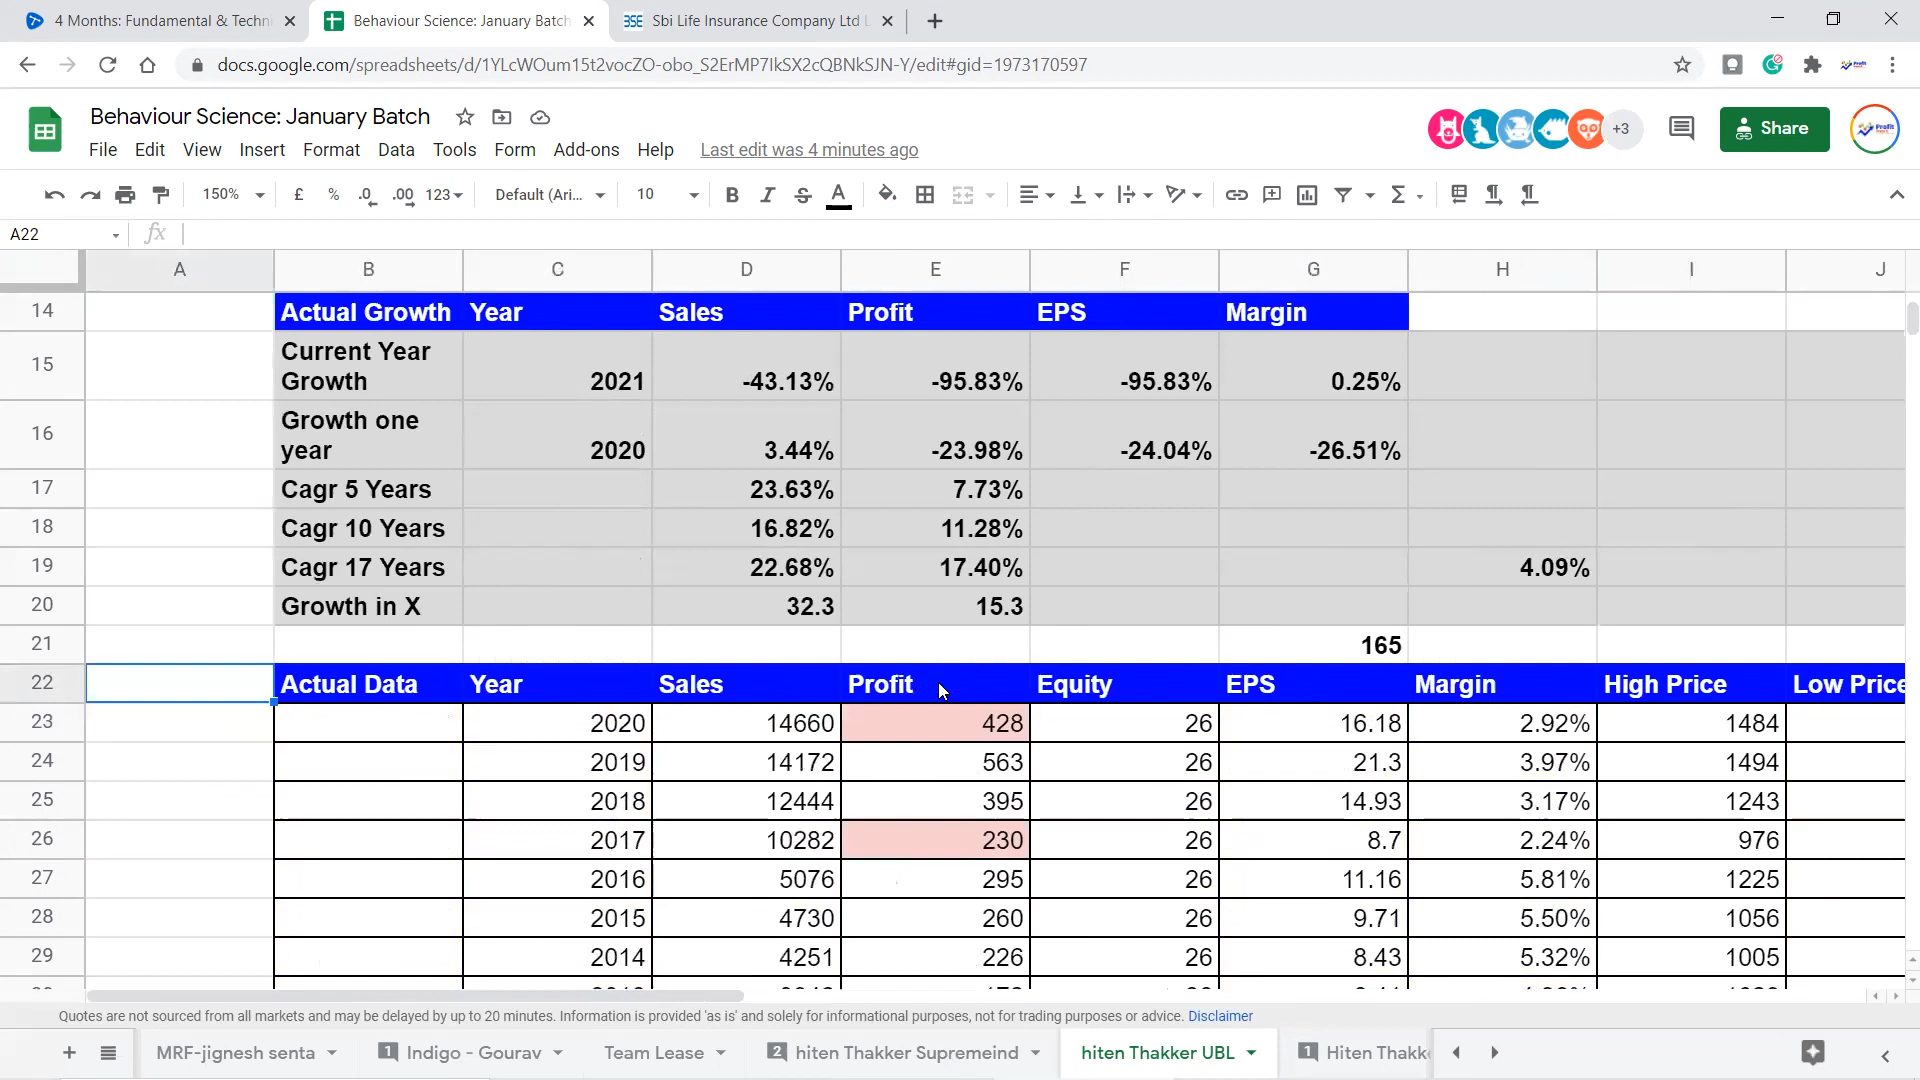 4 Months: Fundamental & Techni
Behaviour Science: January Batch
BSE Sbi Life Insurance Company Ltd L
docs.google.com/spreadsheets/d/1YLcWOum15t2vocZO-obo_S2ErMP7IkSX2cQBNkSJN-Y/edit#gid=1973170597
Behaviour Science: January Batch
+3
Share
File Edit View Insert Format Data Tools Form Add-ons Help Last edit was 4 minutes ago
150% £ % .0 .00 123 Default (Ari... 10 B I S A
A22 fx
A B C D E F G H I J
14 Actual Growth Year Sales Profit EPS Margin
15 Current Year Growth 2021 -43.13% -95.83% -95.83% 0.25%
16 Growth one year 2020 3.44% -23.98% -24.04% -26.51%
17 Cagr 5 Years 23.63% 7.73%
18 Cagr 10 Years 16.82% 11.28%
19 Cagr 17 Years 22.68% 17.40% 4.09%
20 Growth in X 32.3 15.3
21 165
22 Actual Data Year Sales Profit Equity EPS Margin High Price Low Price
23 2020 14660 428 26 16.18 2.92% 1484
24 2019 14172 563 26 21.3 3.97% 1494
25 2018 12444 395 26 14.93 3.17% 1243
26 2017 10282 230 26 8.7 2.24% 976
27 2016 5076 295 26 11.16 5.81% 1225
28 2015 4730 260 26 9.71 5.50% 1056
29 2014 4251 226 26 8.43 5.32% 1005
Quotes are not sourced from all markets and may be delayed by up to 20 minutes. Information is provided 'as is' and solely for informational purposes, not for trading purposes or advice. Disclaimer
MRF-jignesh senta 1 Indigo - Gourav Team Lease 2 hiten Thakker Supremeind hiten Thakker UBL 1 Hiten Thakk